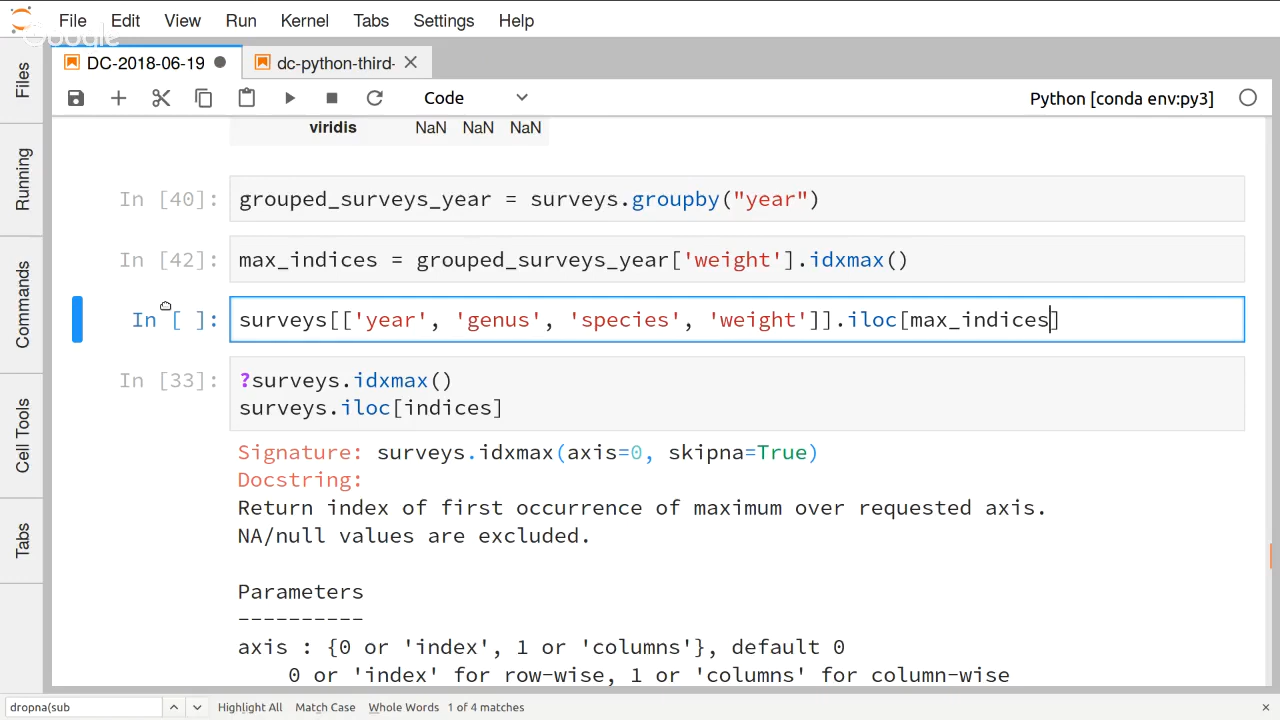 File Edit View Run Kernel Tabs Settings Help
Google
DC-2018-06-19 dc-python-third-
Code Python [conda env:py3]
Files
Running
Commands
Cell Tools
Tabs
viridis NaN NaN NaN
In [40]: grouped_surveys_year = surveys.groupby("year")
In [42]: max_indices = grouped_surveys_year['weight'].idxmax()
In [ ]: surveys[['year', 'genus', 'species', 'weight']].iloc[max_indices]
In [33]: ?surveys.idxmax()
surveys.iloc[indices]
Signature: surveys.idxmax(axis=0, skipna=True)
Docstring:
Return index of first occurrence of maximum over requested axis.
NA/null values are excluded.
Parameters
----------
axis : {0 or 'index', 1 or 'columns'}, default 0
0 or 'index' for row-wise, 1 or 'columns' for column-wise
dropna(sub Highlight All Match Case Whole Words 1 of 4 matches